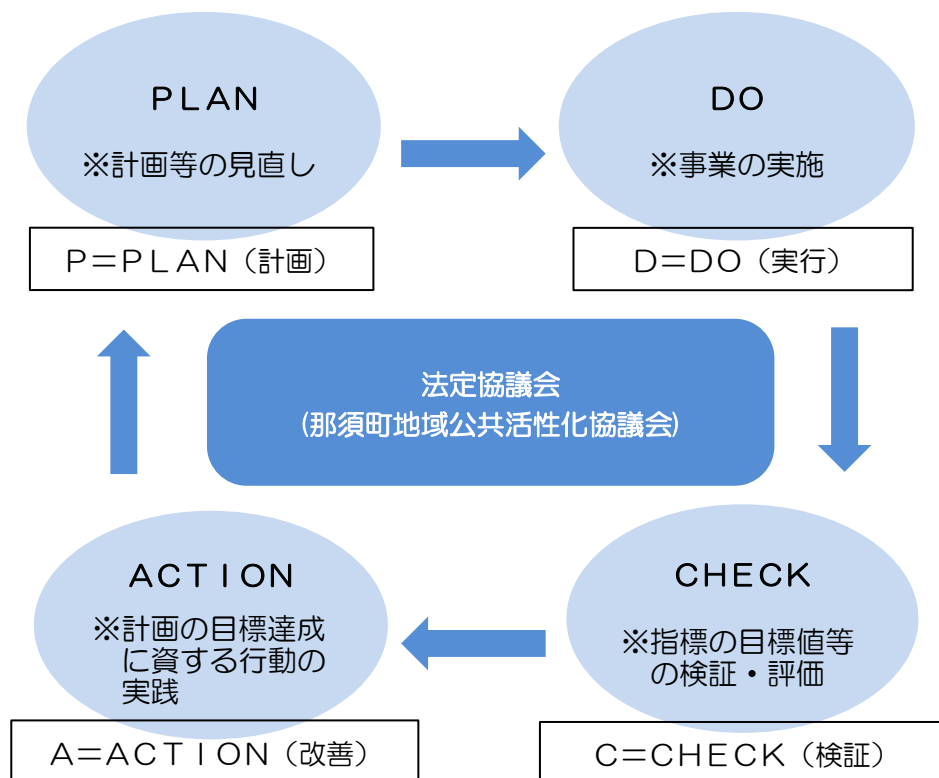 PLAN
※計画等の見直し
P=PLAN(計画)
DO
※事業の実施
D=DO(実行)
法定協議会
(那須町地域公共活性化協議会)
ACTION
※計画の目標達成
に資する行動の
実践
A=ACTION(改善)
CHECK
※指標の目標値等
の検証・評価
C=CHECK(検証)